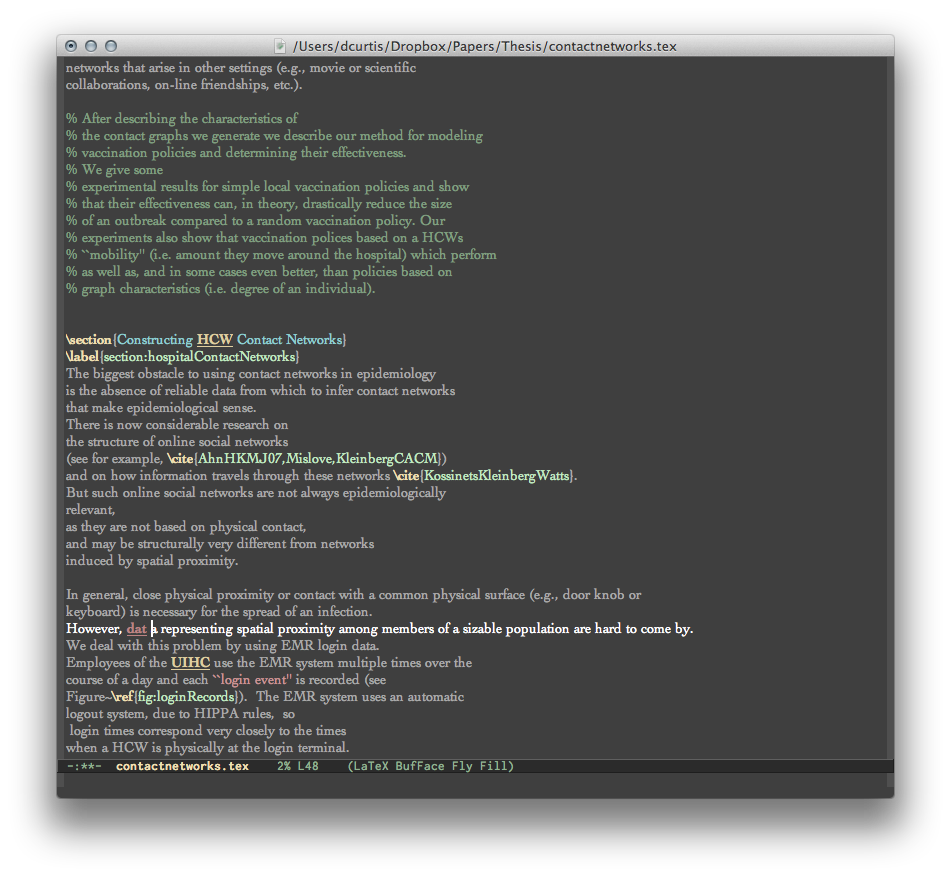 /Users/dcurtis/Dropbox/Papers/Thesis/contactnetworks.tex
networks that arise in other settings (e.g., movie or scientific
collaborations, on-line friendships, etc.).
% After describing the characteristics of
% the contact graphs we generate we describe our method for modeling
% vaccination policies and determining their effectiveness.
% We give some
% experimental results for simple local vaccination policies and show
% that their effectiveness can, in theory, drastically reduce the size
% of an outbreak compared to a random vaccination policy. Our
% experiments also show that vaccination polices based on a HCWs
% ``mobility'' (i.e. amount they move around the hospital) which perform
% as well as, and in some cases even better, than policies based on
% graph characteristics (i.e. degree of an individual).
\section{Constructing HCW Contact Networks}
\label{section:hospitalContactNetworks}
The biggest obstacle to using contact networks in epidemiology
is the absence of reliable data from which to infer contact networks
that make epidemiological sense.
There is now considerable research on
the structure of online social networks
(see for example, \cite{AhnHKMJ07,Mislove,KleinbergCACM})
and on how information travels through these networks \cite{KossinetsKleinbergWatts}.
But such online social networks are not always epidemiologically
relevant,
as they are not based on physical contact,
and may be structurally very different from networks
induced by spatial proximity.
In general, close physical proximity or contact with a common physical surface (e.g., door knob or
keyboard) is necessary for the spread of an infection.
However, dat a representing spatial proximity among members of a sizable population are hard to come by.
We deal with this problem by using EMR login data.
Employees of the UIHC use the EMR system multiple times over the
course of a day and each ``login event'' is recorded (see
Figure~\ref{fig:loginRecords}).  The EMR system uses an automatic
logout system, due to HIPPA rules,  so
login times correspond very closely to the times
when a HCW is physically at the login terminal.
-:**-  contactnetworks.tex    2% L48    (LaTeX BufFace Fly Fill)